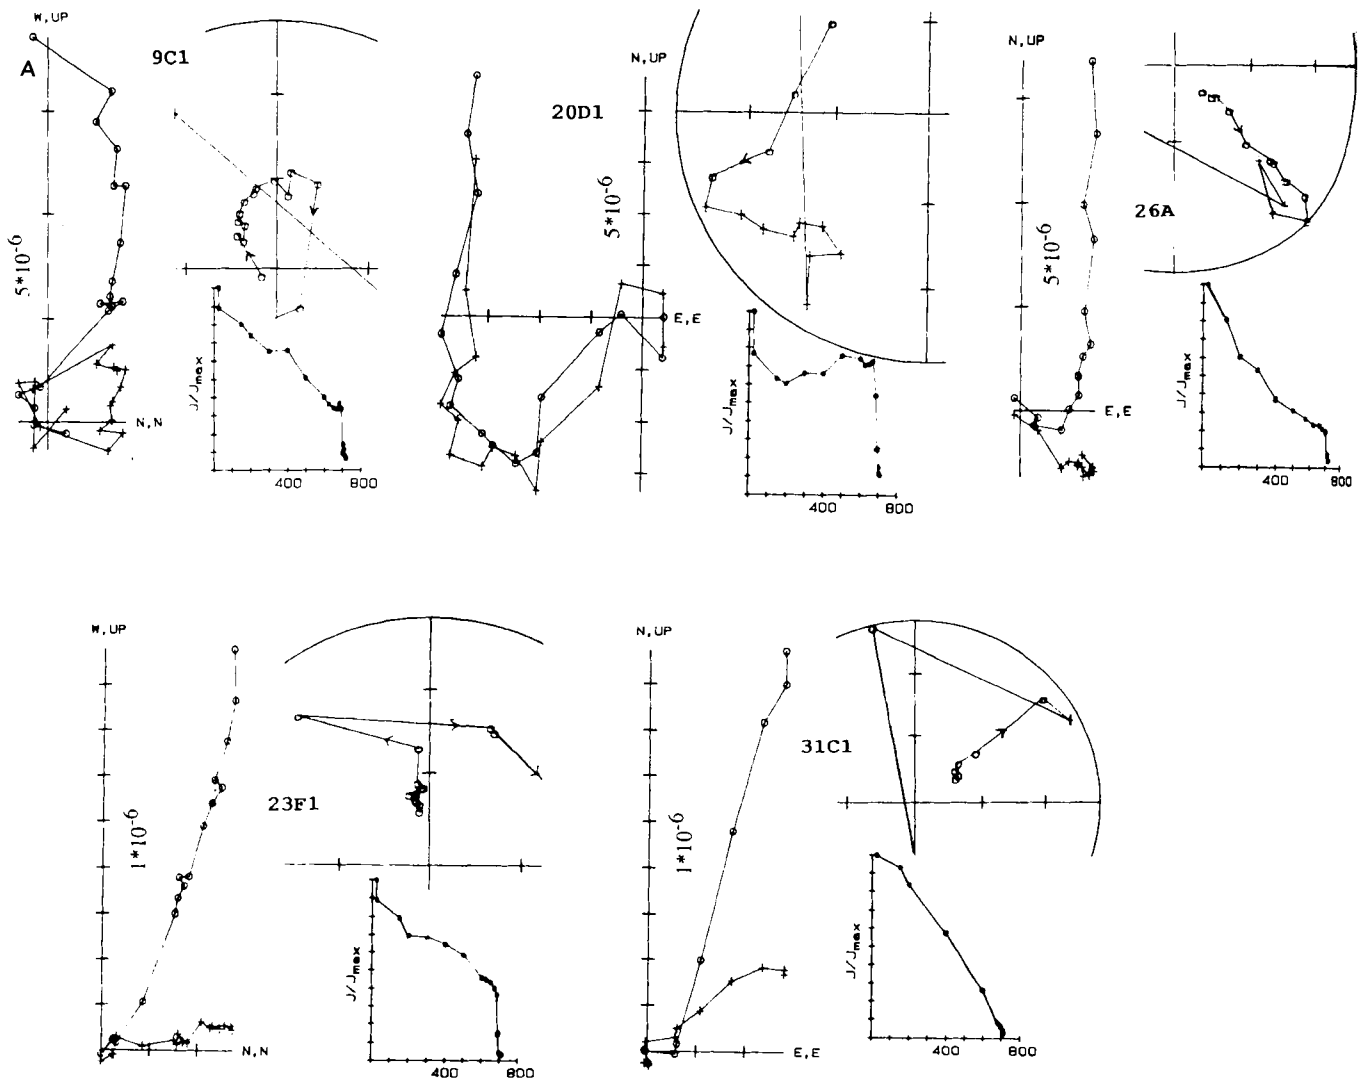 A
W,UP
9C1
5*10-6
N,N
J/Jmax
400
800
N,UP
20D1
5*10-6
E,E
J/Jmax
400
800
N,UP
26A
5*10-6
E,E
J/Jmax
400
800
W,UP
23F1
1*10-6
N,N
J/Jmax
400
800
N,UP
31C1
1*10-6
E,E
J/Jmax
400
800